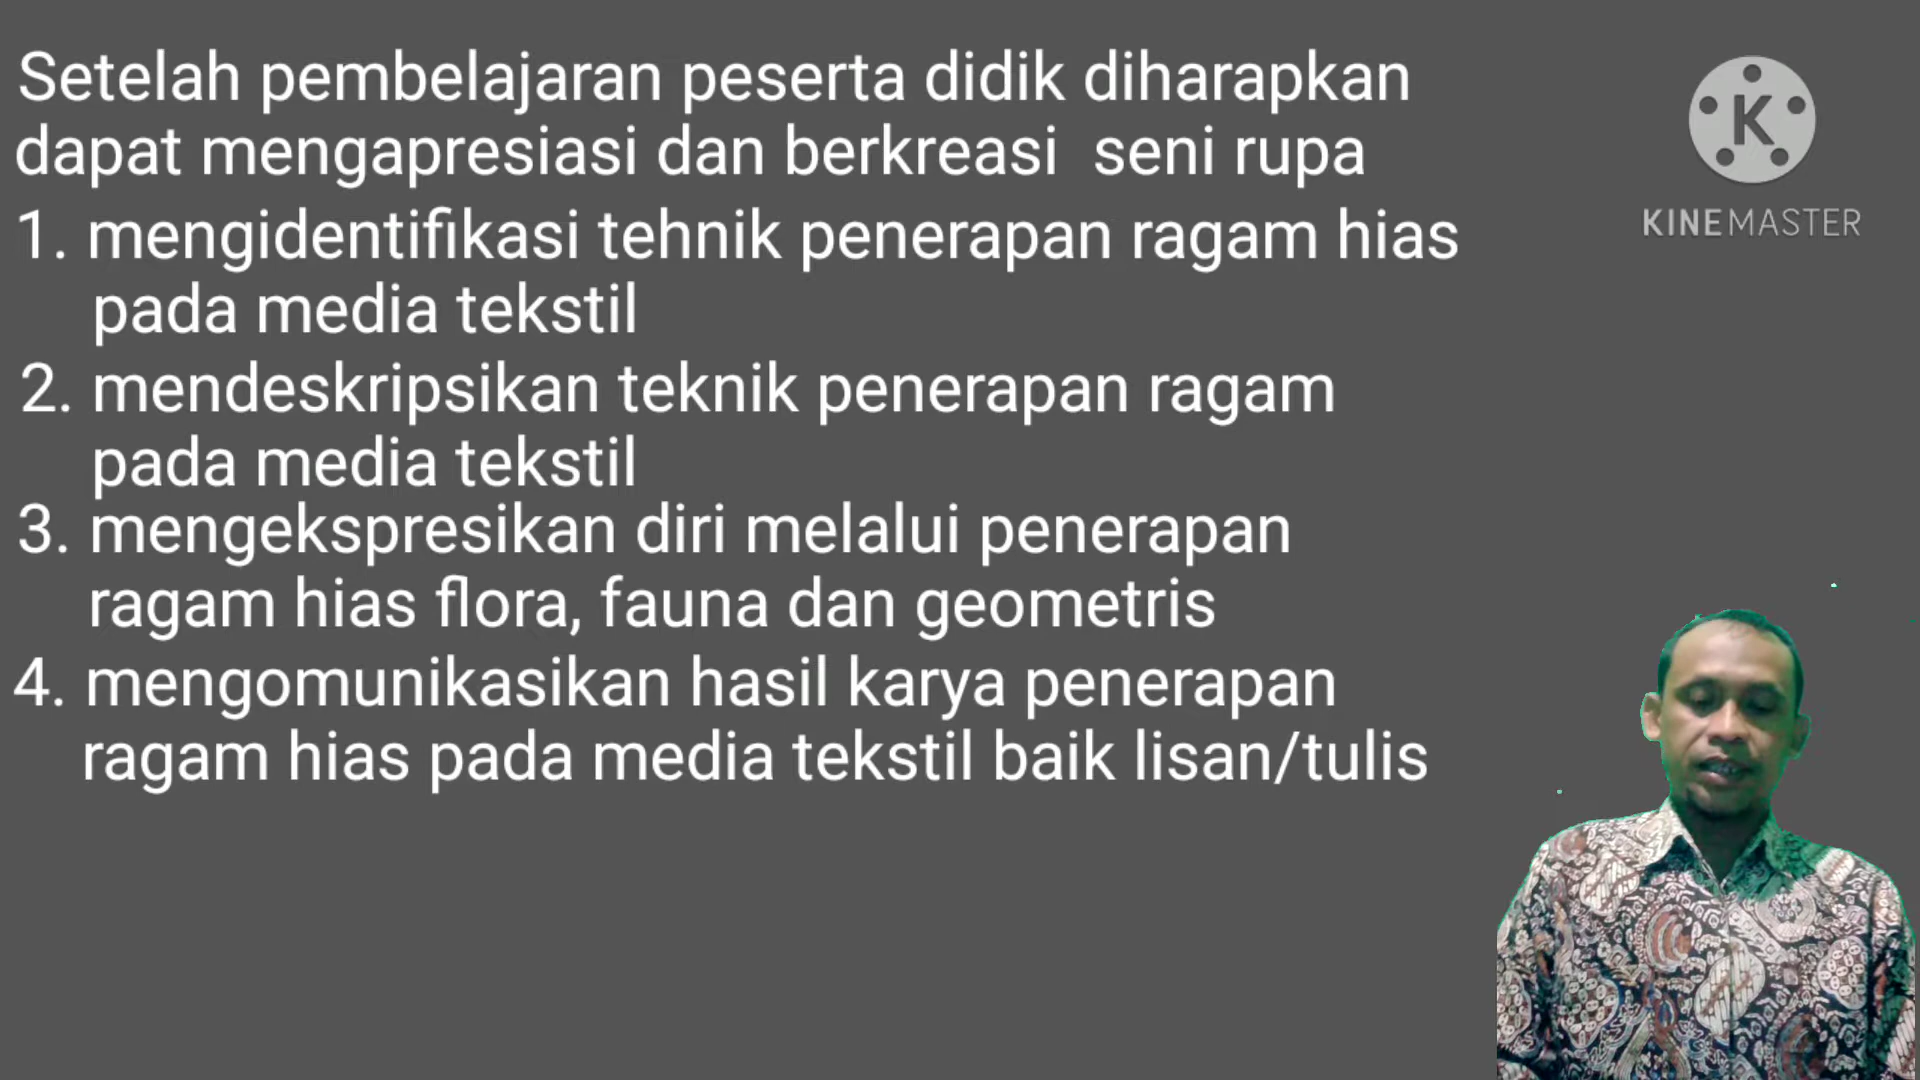 Setelah pembelajaran peserta didik diharapkan
dapat mengapresiasi dan berkreasi seni rupa
1. mengidentifikasi tehnik penerapan ragam hias
pada media tekstil
2. mendeskripsikan teknik penerapan ragam
pada media tekstil
3. mengekspresikan diri melalui penerapan
ragam hias flora, fauna dan geometris
4. mengomunikasikan hasil karya penerapan
ragam hias pada media tekstil baik lisan/tulis
K
KINEMASTER